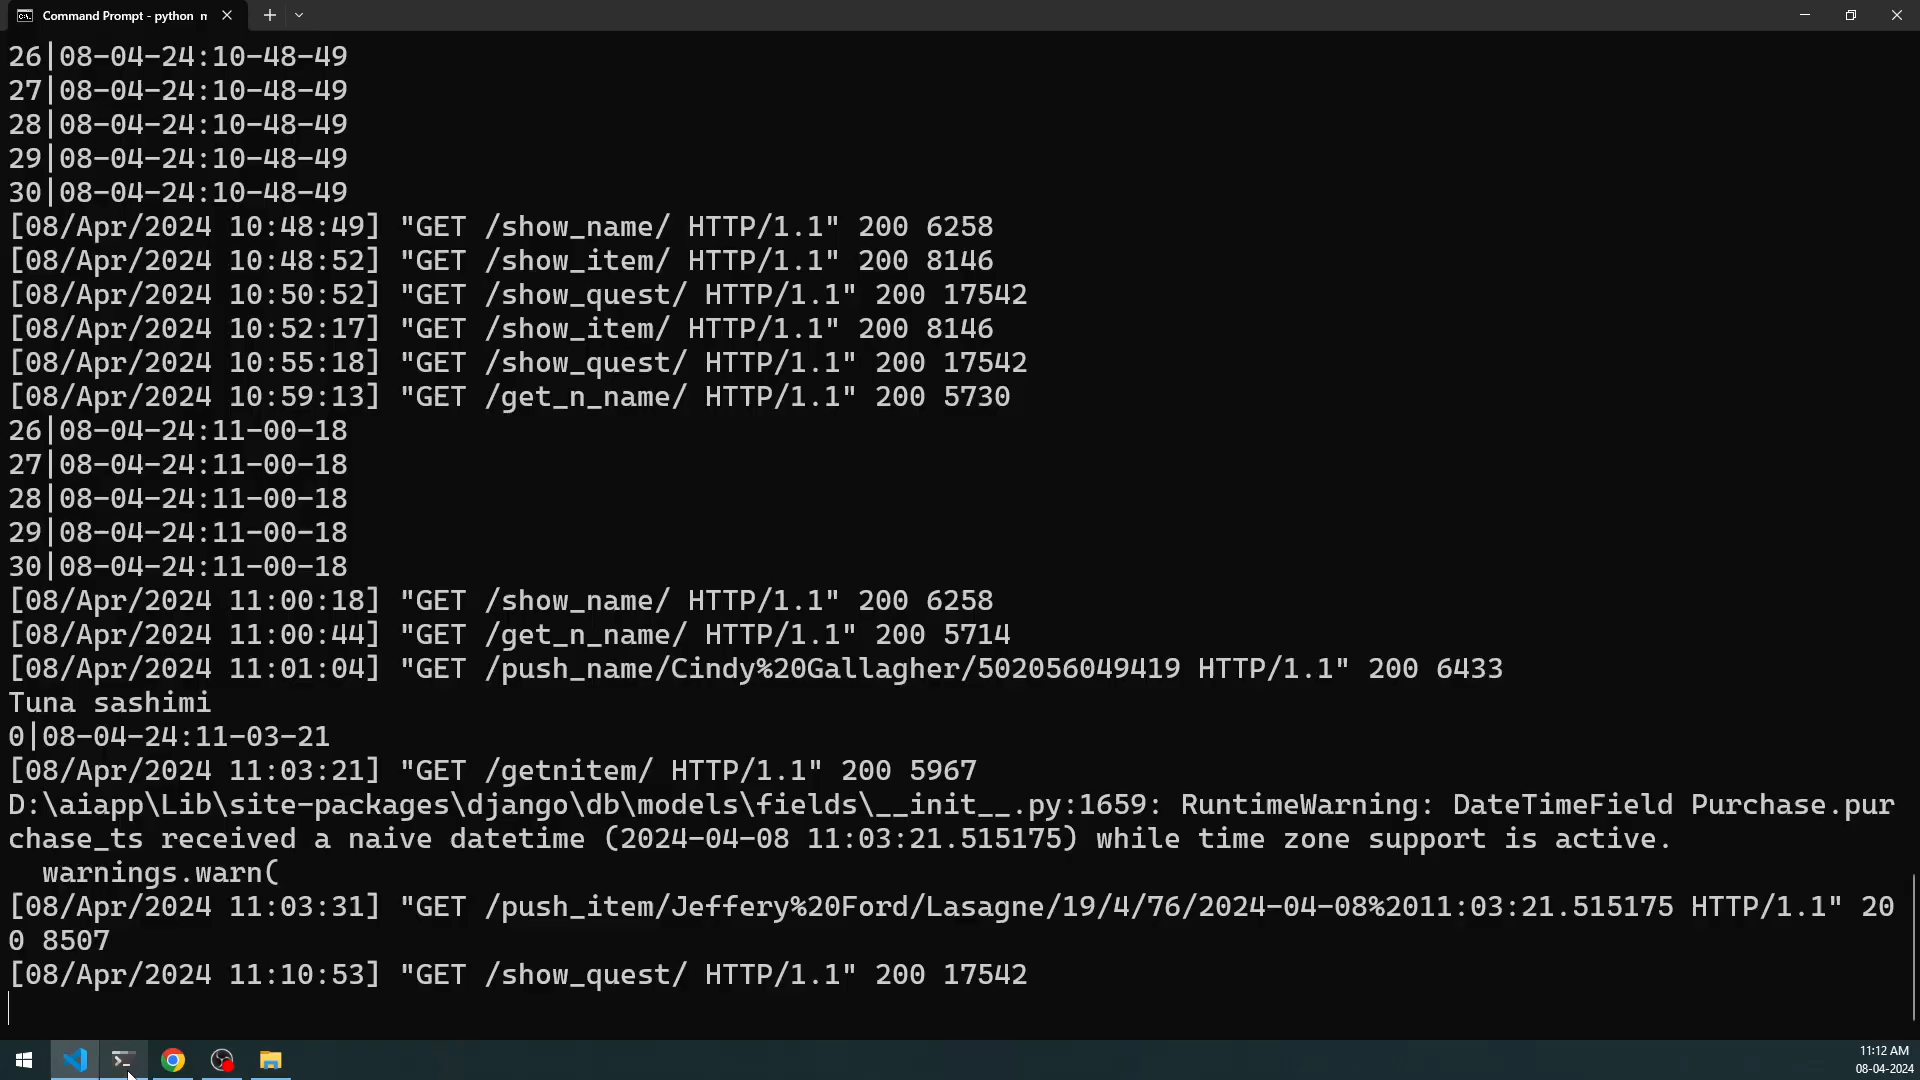 Command Prompt - python m
26|08-04-24:10-48-49
27|08-04-24:10-48-49
28|08-04-24:10-48-49
29|08-04-24:10-48-49
30|08-04-24:10-48-49
[08/Apr/2024 10:48:49] "GET /show_name/ HTTP/1.1" 200 6258
[08/Apr/2024 10:48:52] "GET /show_item/ HTTP/1.1" 200 8146
[08/Apr/2024 10:50:52] "GET /show_quest/ HTTP/1.1" 200 17542
[08/Apr/2024 10:52:17] "GET /show_item/ HTTP/1.1" 200 8146
[08/Apr/2024 10:55:18] "GET /show_quest/ HTTP/1.1" 200 17542
[08/Apr/2024 10:59:13] "GET /get_n_name/ HTTP/1.1" 200 5730
26|08-04-24:11-00-18
27|08-04-24:11-00-18
28|08-04-24:11-00-18
29|08-04-24:11-00-18
30|08-04-24:11-00-18
[08/Apr/2024 11:00:18] "GET /show_name/ HTTP/1.1" 200 6258
[08/Apr/2024 11:00:44] "GET /get_n_name/ HTTP/1.1" 200 5714
[08/Apr/2024 11:01:04] "GET /push_name/Cindy%20Gallagher/502056049419 HTTP/1.1" 200 6433
Tuna sashimi
0|08-04-24:11-03-21
[08/Apr/2024 11:03:21] "GET /getnitem/ HTTP/1.1" 200 5967
D:\aiapp\Lib\site-packages\django\db\models\fields\__init__.py:1659: RuntimeWarning: DateTimeField Purchase.pur
chase_ts received a naive datetime (2024-04-08 11:03:21.515175) while time zone support is active.
  warnings.warn(
[08/Apr/2024 11:03:31] "GET /push_item/Jeffery%20Ford/Lasagne/19/4/76/2024-04-08%2011:03:21.515175 HTTP/1.1" 20
0 8507
[08/Apr/2024 11:10:53] "GET /show_quest/ HTTP/1.1" 200 17542
11:12 AM
08-04-2024